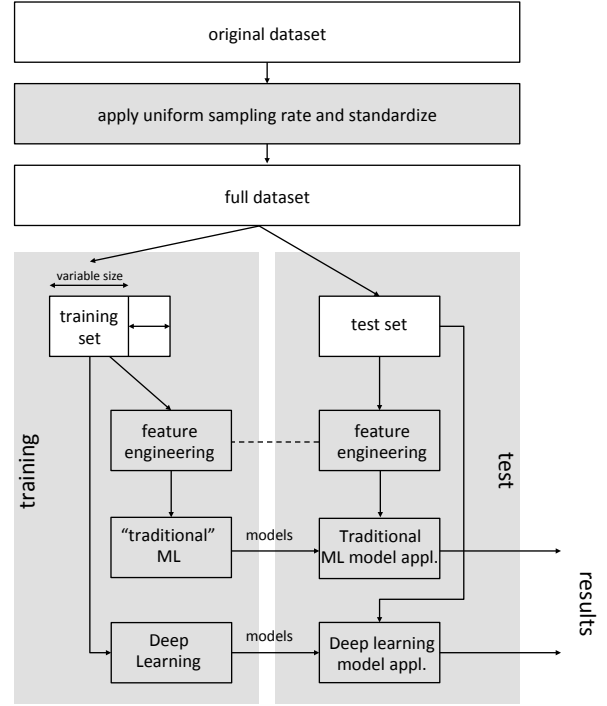 original dataset
apply uniform sampling rate and standardize
full dataset
variable size
training
set
test set
feature
engineering
feature
engineering
training
test
“traditional”
ML
models
Traditional
ML model appl.
results
Deep
Learning
models
Deep learning
model appl.